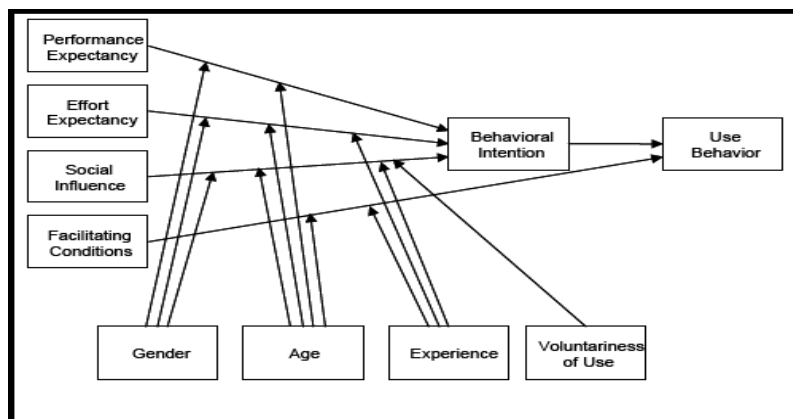 Performance
Expectancy
Effort
Expectancy
Social
Influence
Facilitating
Conditions
Behavioral
Intention
Use
Behavior
Gender
Age
Experience
Voluntariness
of Use